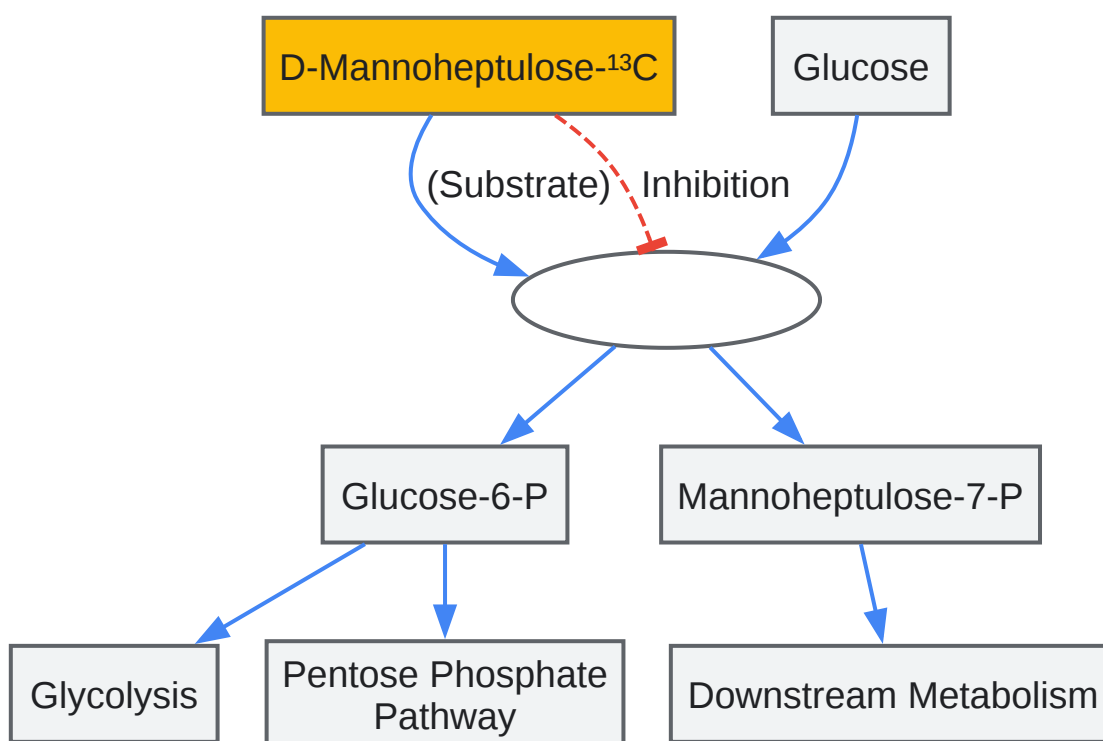 D-Mannoheptulose-¹³C
Glucose
(Substrate)
Inhibition
Glucose-6-P
Mannoheptulose-7-P
Glycolysis
Pentose Phosphate
Pathway
Downstream Metabolism